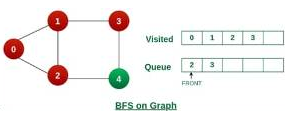 1 3
0
2 4
Visited 0 1 2 3
Queue 2 3
FRONT
BFS on Graph